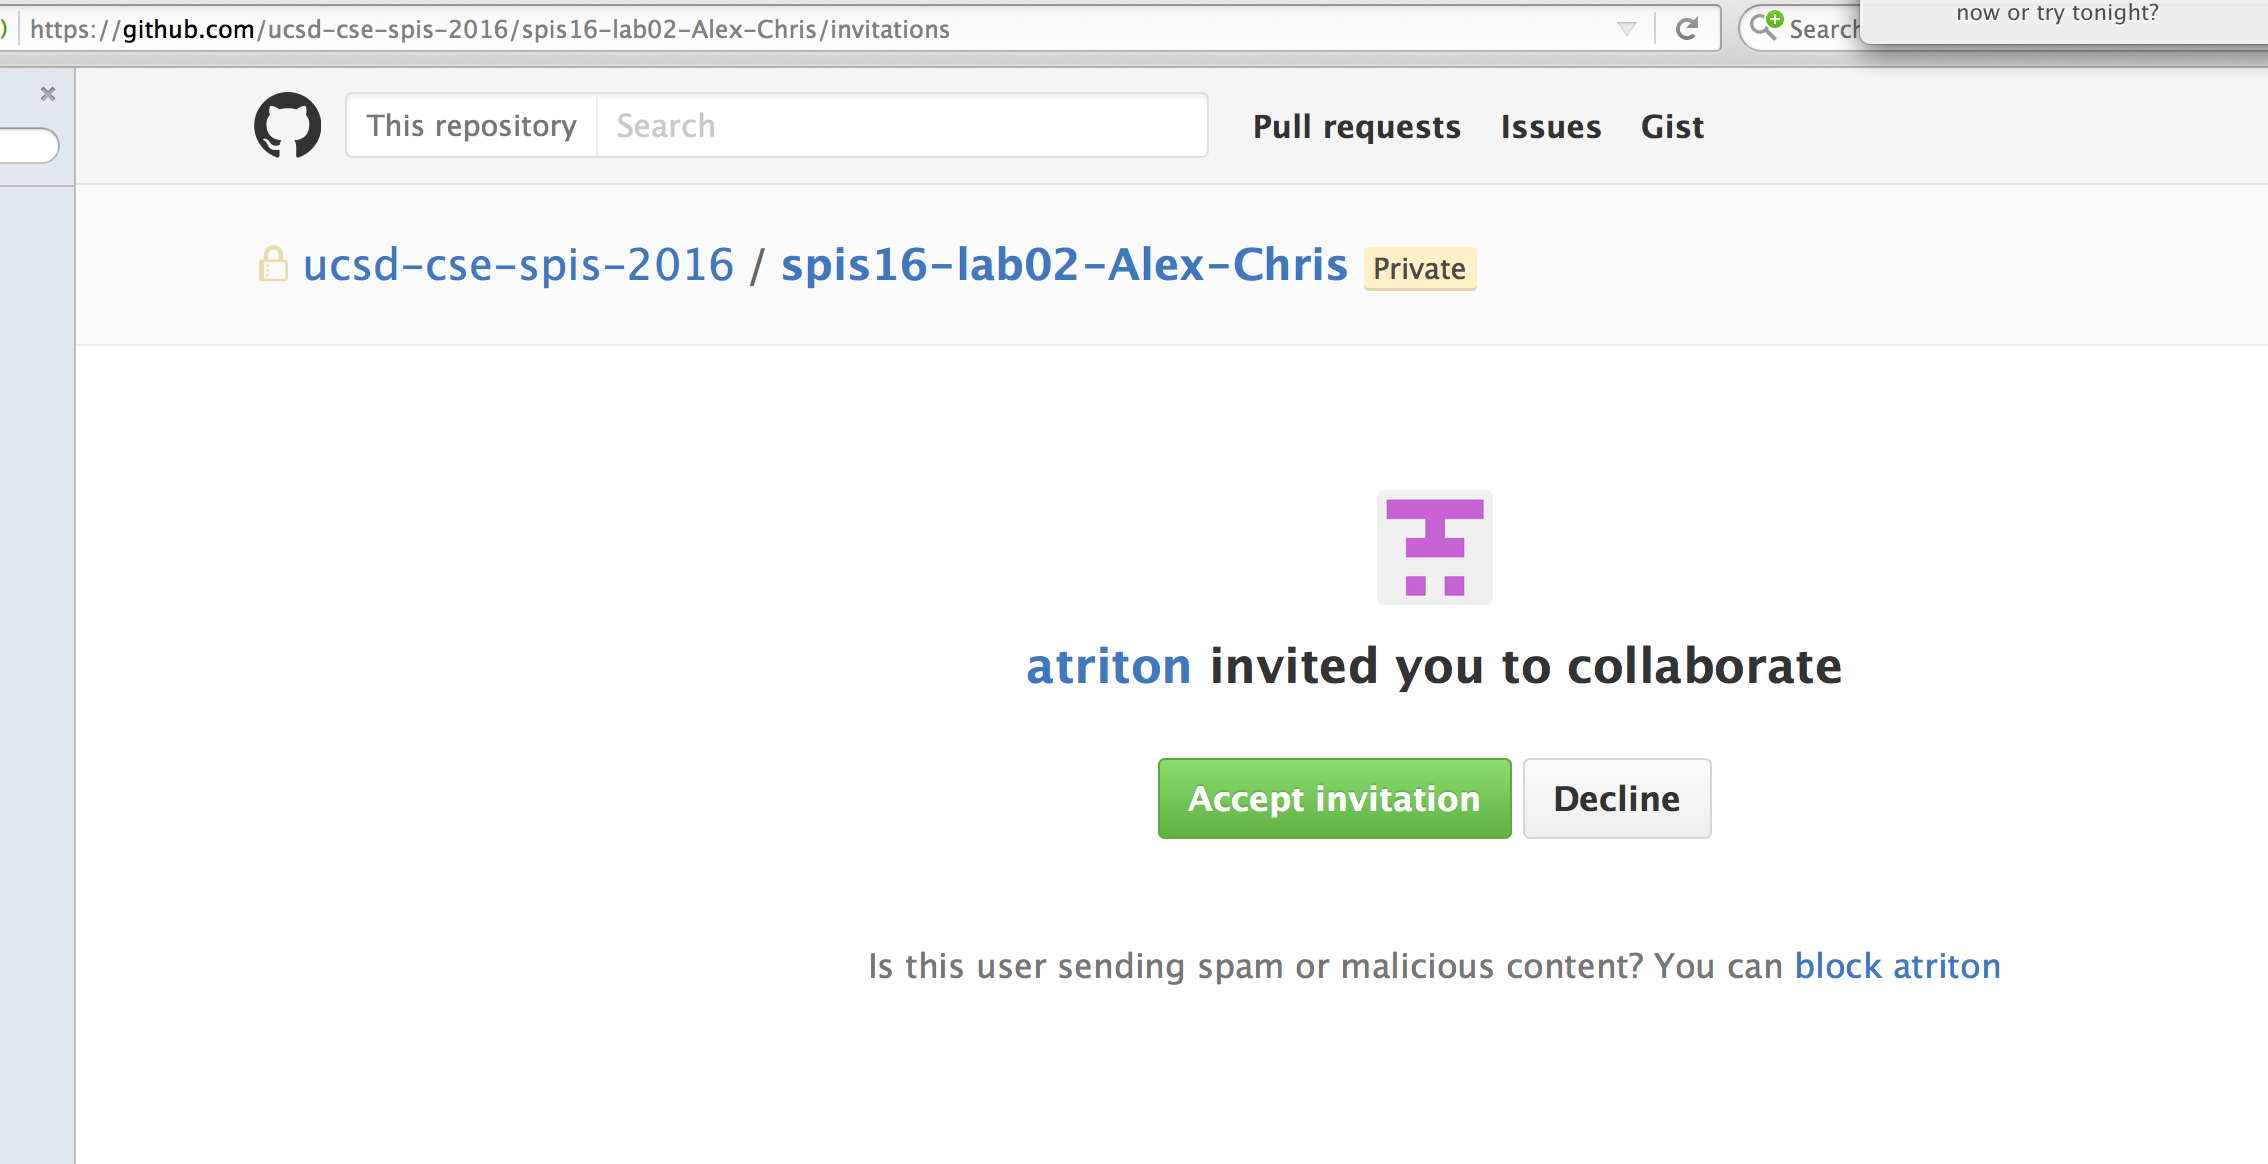 now or try tonight?
https://github.com/ucsd-cse-spis-2016/spis16-lab02-Alex-Chris/invitations
Search
This repository Search Pull requests Issues Gist
ucsd-cse-spis-2016 / spis16-lab02-Alex-Chris Private
atriton invited you to collaborate
Accept invitation Decline
Is this user sending spam or malicious content? You can block atriton